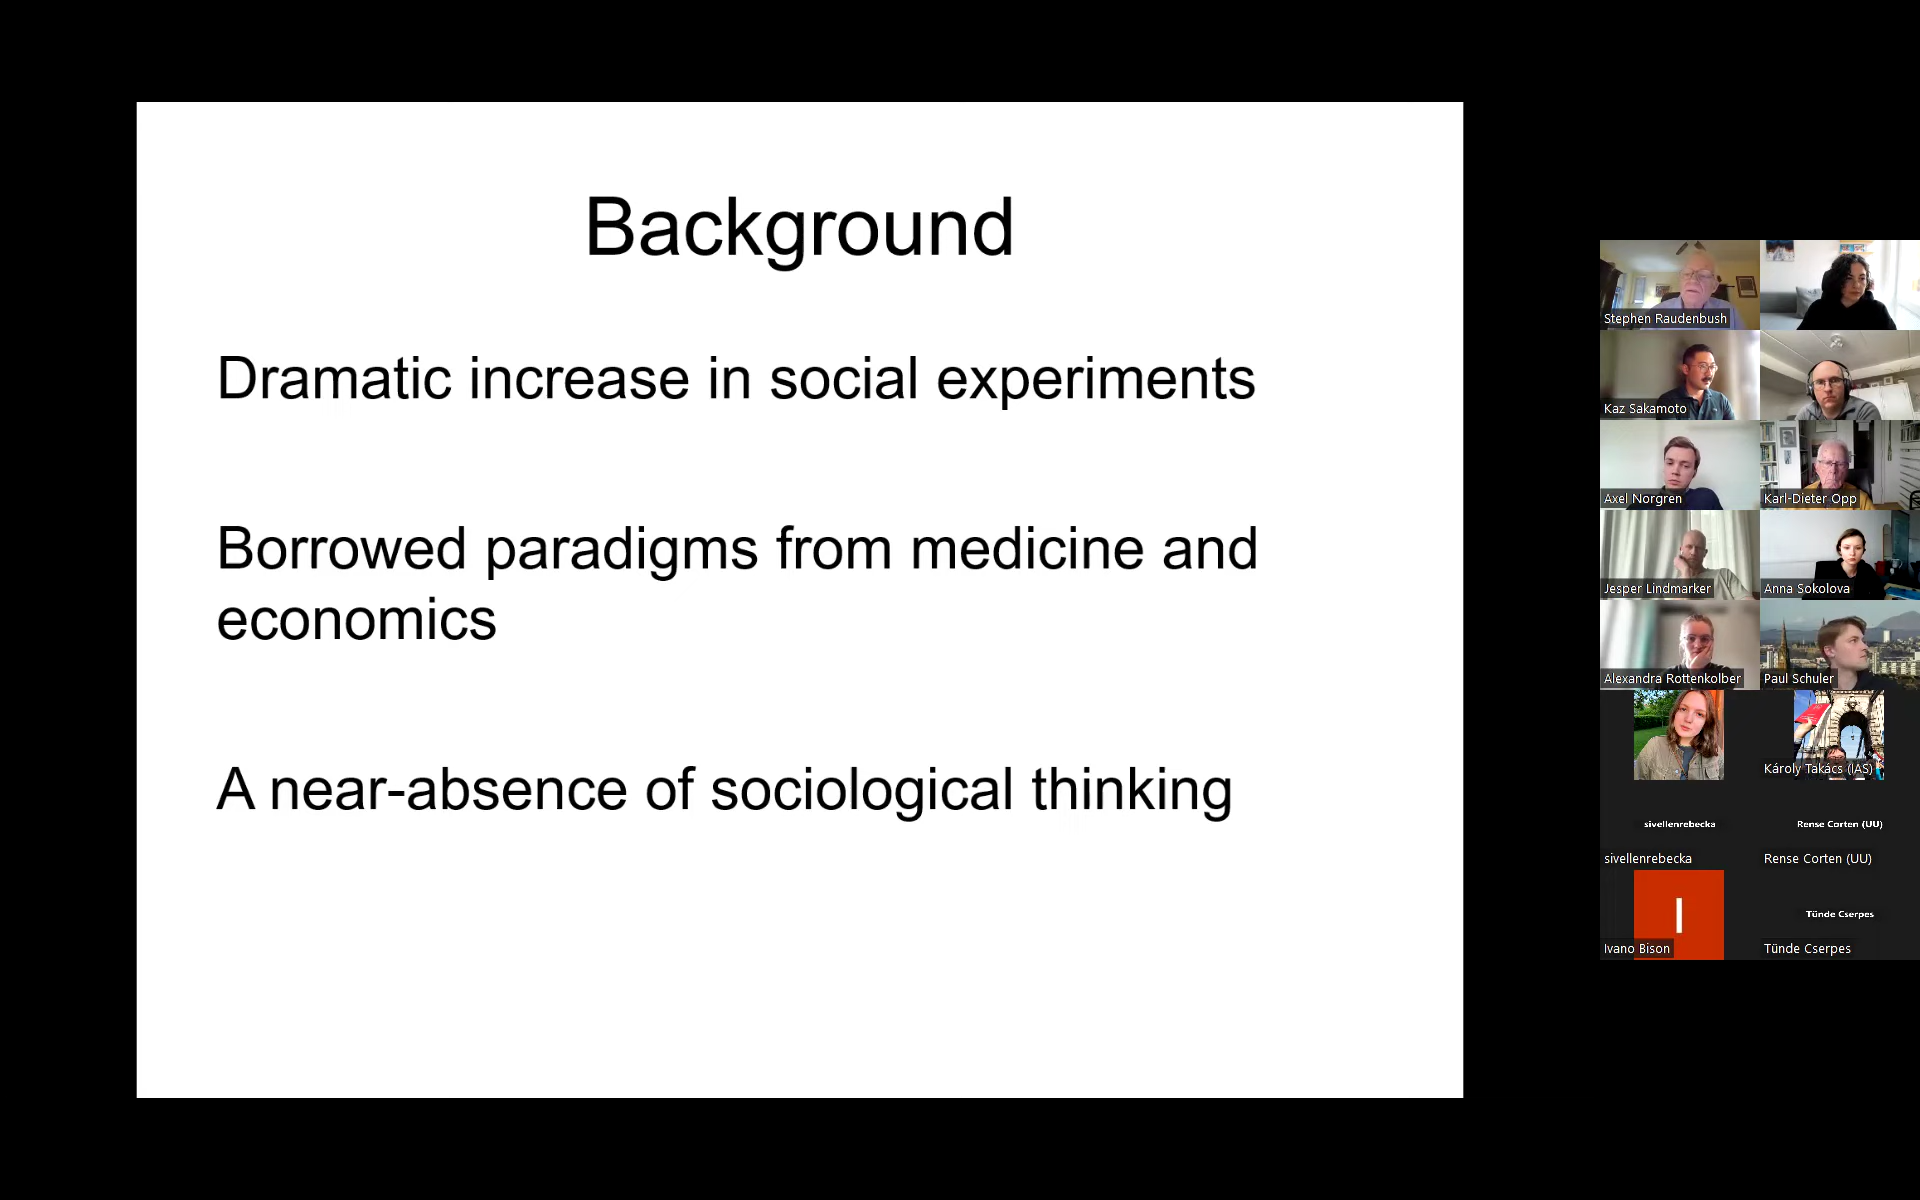 Background
Dramatic increase in social experiments
Borrowed paradigms from medicine and
economics
A near-absence of sociological thinking
Stephen Raudenbush
Kaz Sakamoto
Axel Norgren
Karl-Dieter Opp
Jesper Lindmarker
Anna Sokolova
Alexandra Rottenkolber
Paul Schuler
Károly Takács (IAS)
sivellenrebecka
Rense Corten (UU)
sivellenrebecka
Rense Corten (UU)
I
Tünde Cserpes
Ivano Bison
Tünde Cserpes